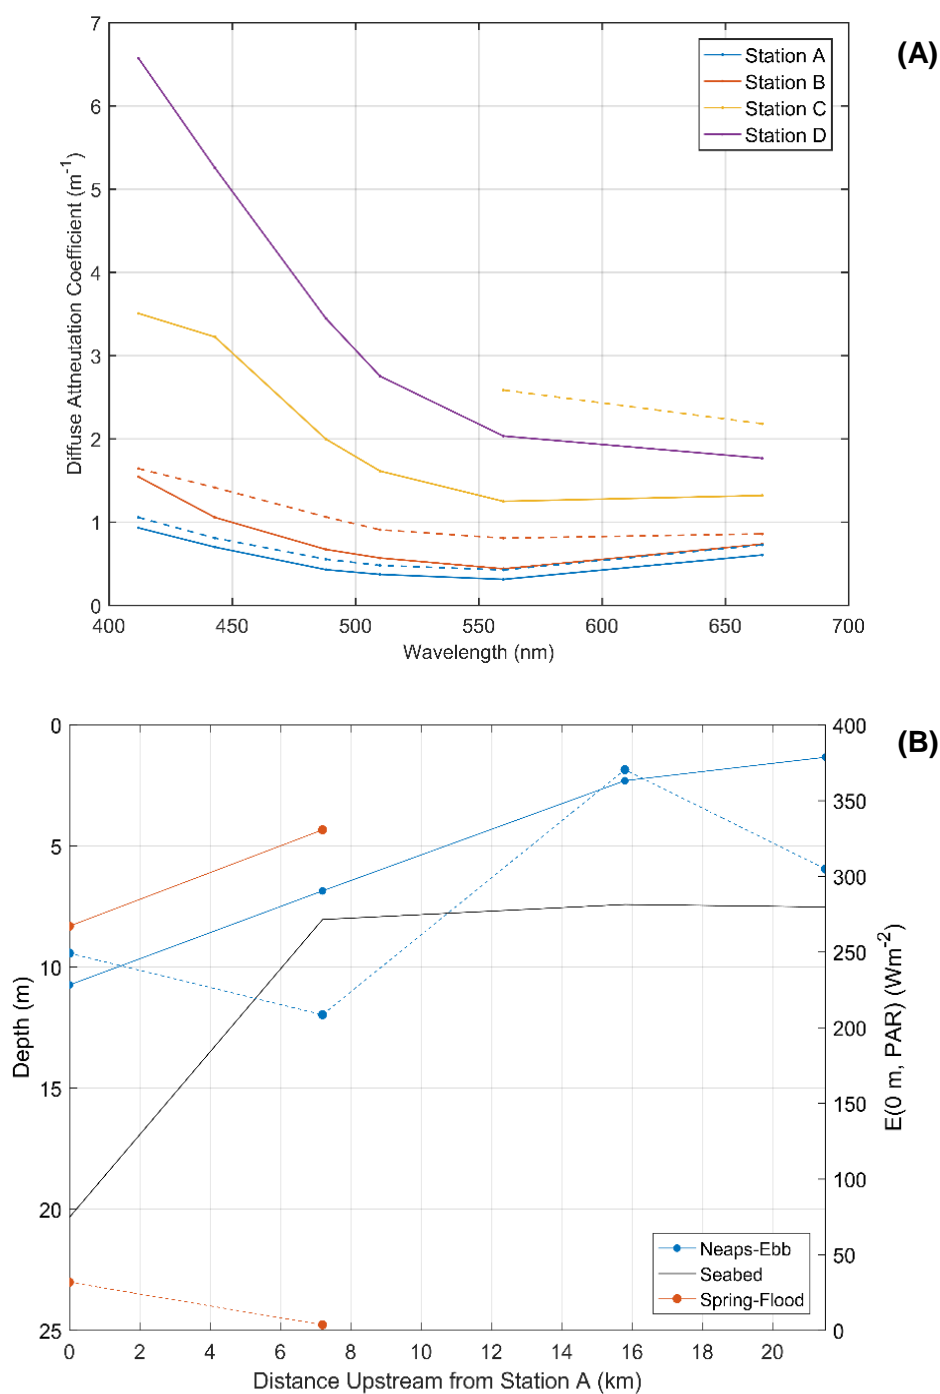 (A)
7
6
5
4
3
2
1
0
Diffuse Attneutation Coefficient (m⁻¹)
Station A
Station B
Station C
Station D
400 450 500 550 600 650 700
Wavelength (nm)
(B)
0
5
10
15
20
25
Depth (m)
400
350
300
250
200
150
100
50
0
E(0 m, PAR) (Wm⁻²)
Neaps-Ebb
Seabed
Spring-Flood
0 2 4 6 8 10 12 14 16 18 20
Distance Upstream from Station A (km)